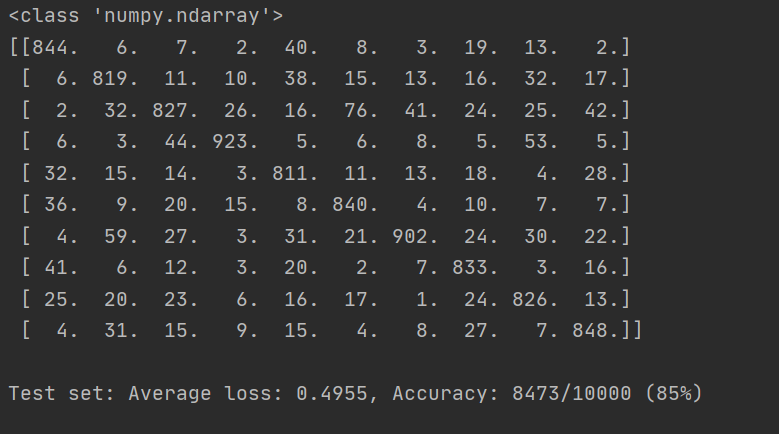 <class 'numpy.ndarray'>
[[844.   6.   7.   2.  40.   8.   3.  19.  13.   2.]
 [  6. 819.  11.  10.  38.  15.  13.  16.  32.  17.]
 [  2.  32. 827.  26.  16.  76.  41.  24.  25.  42.]
 [  6.   3.  44. 923.   5.   6.   8.   5.  53.   5.]
 [ 32.  15.  14.   3. 811.  11.  13.  18.   4.  28.]
 [ 36.   9.  20.  15.   8. 840.   4.  10.   7.   7.]
 [  4.  59.  27.   3.  31.  21. 902.  24.  30.  22.]
 [ 41.   6.  12.   3.  20.   2.   7. 833.   3.  16.]
 [ 25.  20.  23.   6.  16.  17.   1.  24. 826.  13.]
 [  4.  31.  15.   9.  15.   4.   8.  27.   7. 848.]]
Test set: Average loss: 0.4955, Accuracy: 8473/10000 (85%)